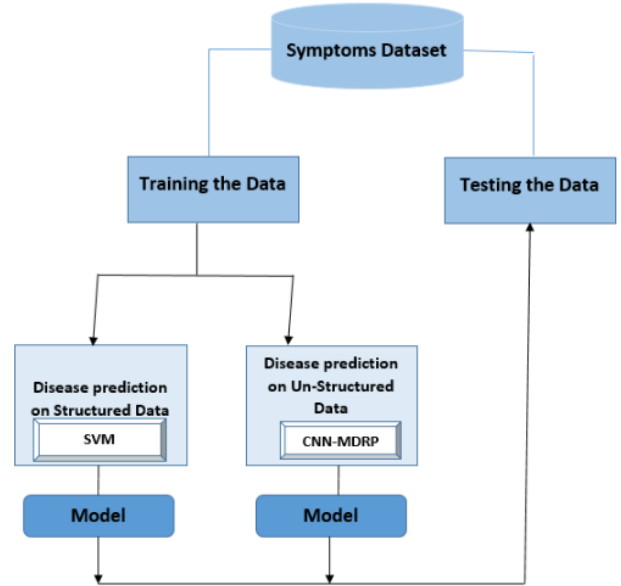 Symptoms Dataset
Training the Data
Testing the Data
Disease prediction
on Structured Data
SVM
Disease prediction
on Un-Structured
Data
CNN-MDRP
Model
Model